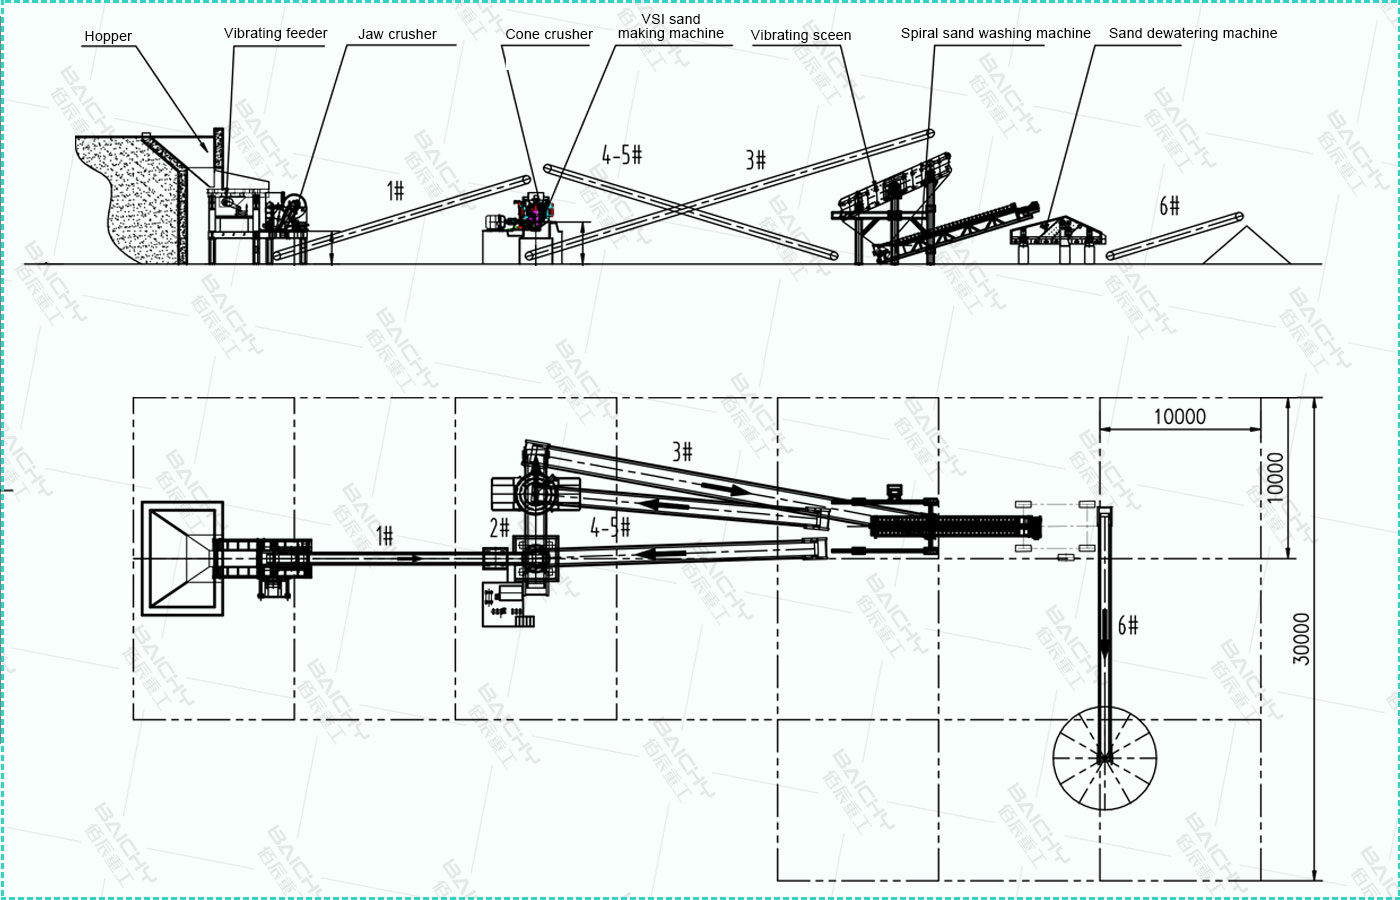 Hopper
Vibrating feeder
Jaw crusher
Cone crusher
VSI sand
making machine
Vibrating sceen
Spiral sand washing machine
Sand dewatering machine
1#
4-5#
3#
6#
10000
3#
10000
1#
2#
4-5#
6#
30000
BAICHY
佰辰重工